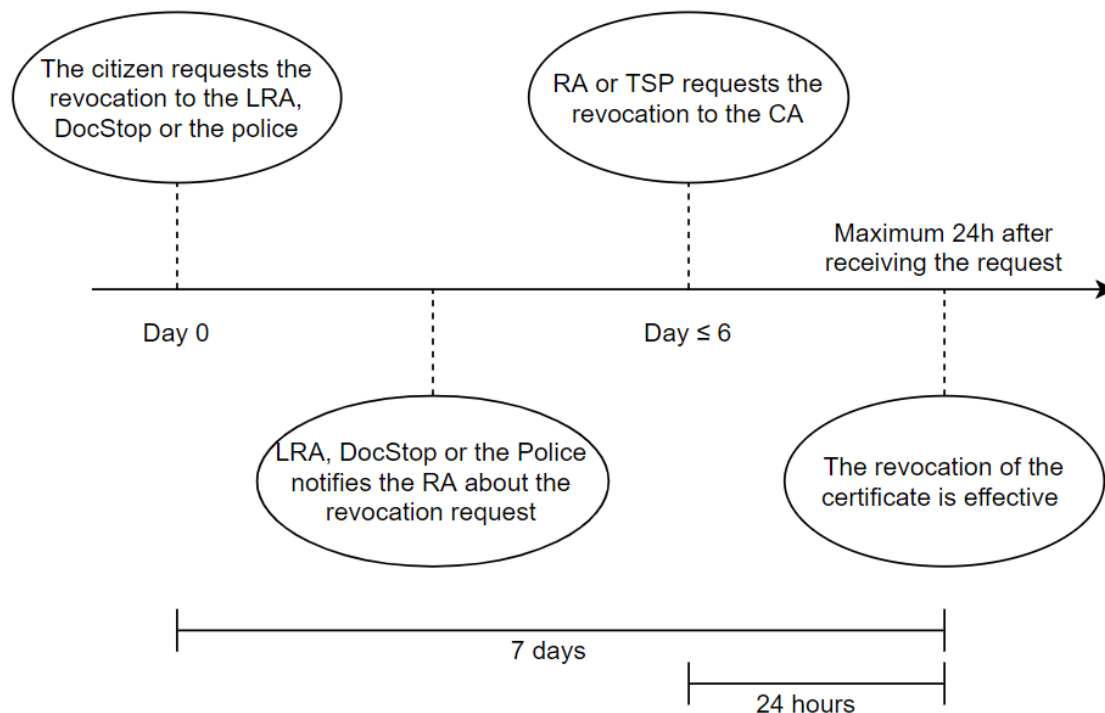 The citizen requests the
revocation to the LRA,
DocStop or the police
RA or TSP requests the
revocation to the CA
Maximum 24h after
receiving the request
Day 0
Day ≤ 6
LRA, DocStop or the Police
notifies the RA about the
revocation request
The revocation of the
certificate is effective
7 days
24 hours